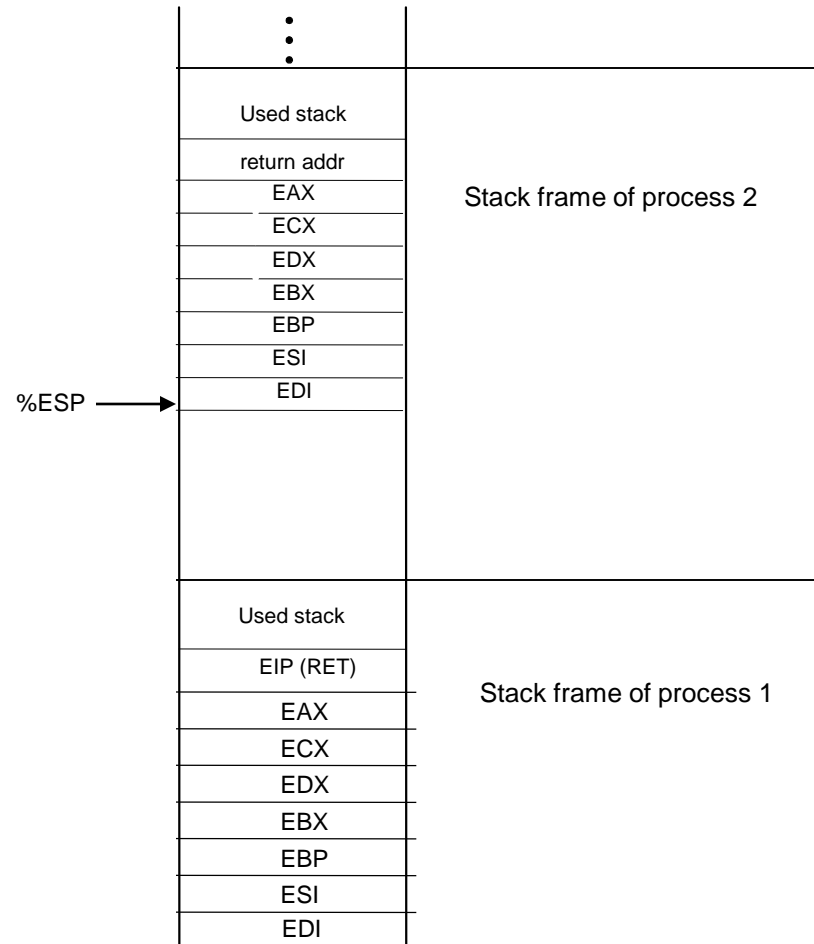 Used stack
return addr
EAX
Stack frame of process 2
ECX
EDX
EBX
EBP
ESI
EDI
%ESP
Used stack
EIP (RET)
Stack frame of process 1
EAX
ECX
EDX
EBX
EBP
ESI
EDI